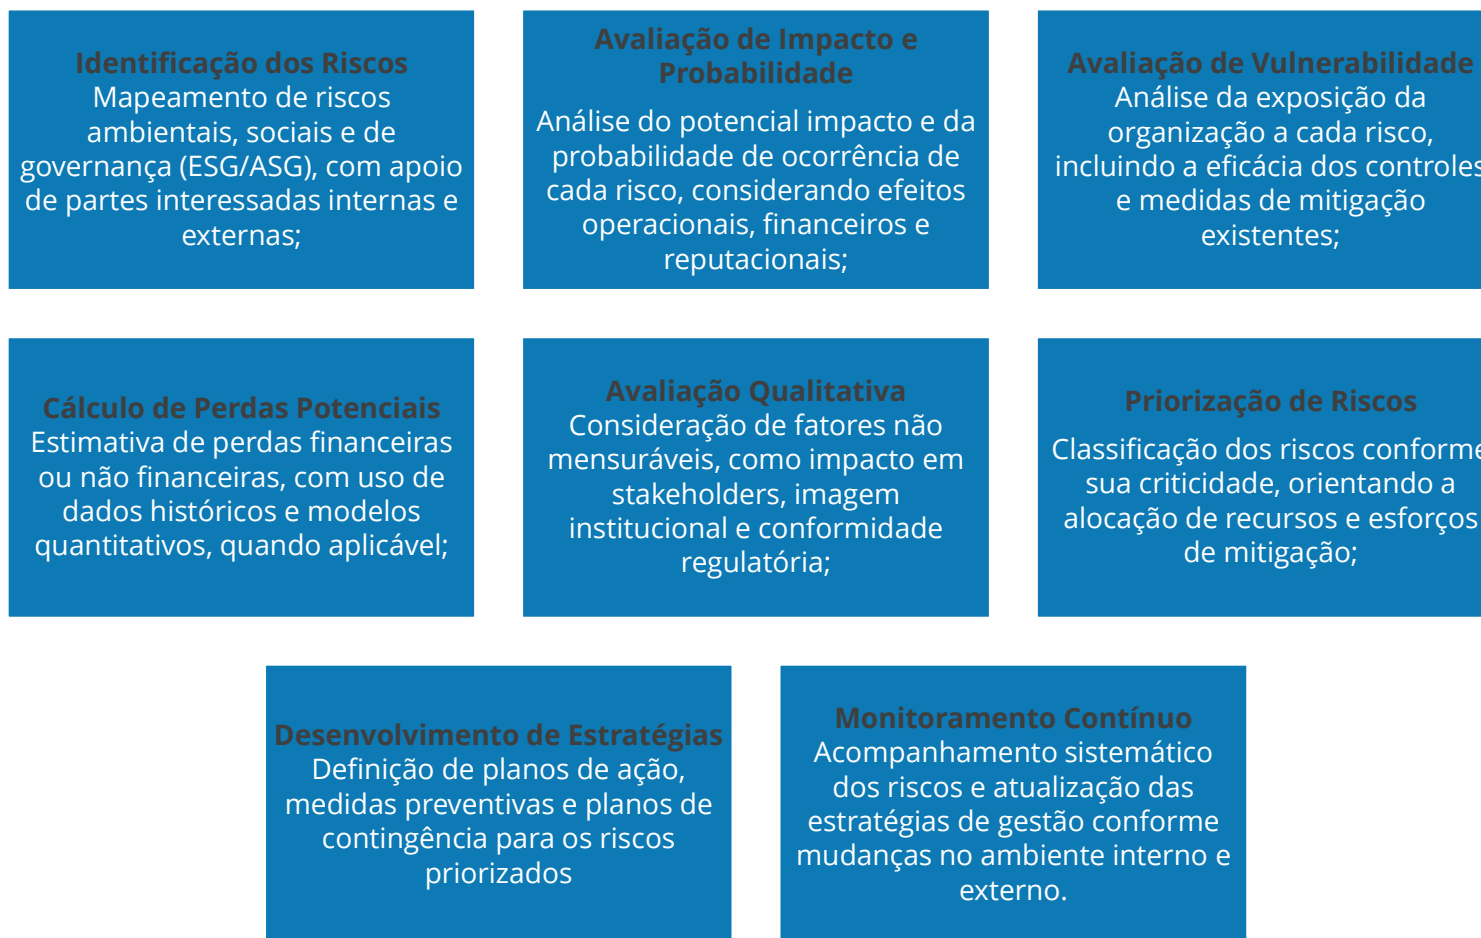 Identificação dos Riscos
Mapeamento de riscos
ambientais, sociais e de
governança (ESG/ASG), com apoio
de partes interessadas internas e
externas;
Avaliação de Impacto e
Probabilidade
Análise do potencial impacto e da
probabilidade de ocorrência de
cada risco, considerando efeitos
operacionais, financeiros e
reputacionais;
Avaliação de Vulnerabilidade
Análise da exposição da
organização a cada risco,
incluindo a eficácia dos controles
e medidas de mitigação
existentes;
Cálculo de Perdas Potenciais
Estimativa de perdas financeiras
ou não financeiras, com uso de
dados históricos e modelos
quantitativos, quando aplicável;
Avaliação Qualitativa
Consideração de fatores não
mensuráveis, como impacto em
stakeholders, imagem
institucional e conformidade
regulatória;
Priorização de Riscos
Classificação dos riscos conforme
sua criticidade, orientando a
alocação de recursos e esforços
de mitigação;
Desenvolvimento de Estratégias
Definição de planos de ação,
medidas preventivas e planos de
contingência para os riscos
priorizados
Monitoramento Contínuo
Acompanhamento sistemático
dos riscos e atualização das
estratégias de gestão conforme
mudanças no ambiente interno e
externo.